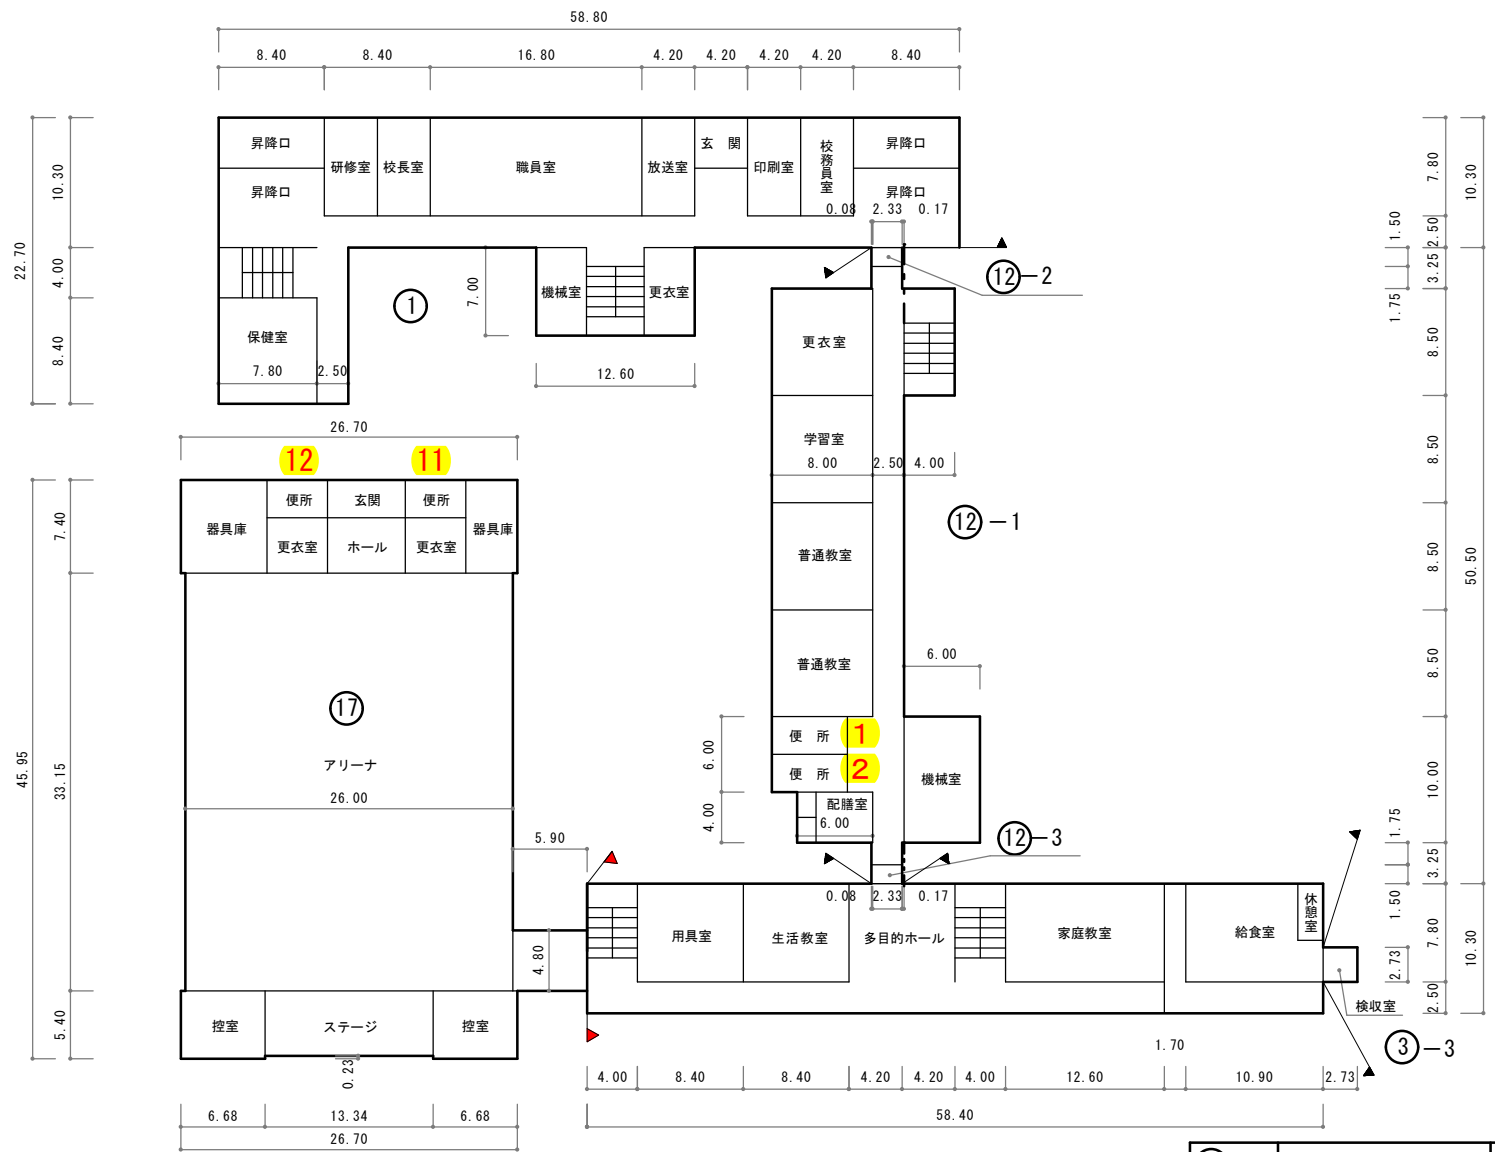 58.80
8.40
8.40
16.80
4.20
4.20
4.20
4.20
8.40
昇降口
昇降口
研修室
校長室
職員室
放送室
玄 関
印刷室
校務員室
昇降口
昇降口
0.08
2.33
0.17
10.30
4.00
8.40
22.70
保健室
7.80
2.50
①
7.00
機械室
更衣室
12.60
⑫-2
7.80
2.50
3.25
10.30
1.50
1.75
8.50
8.50
8.50
8.50
10.00
3.25
7.80
2.50
50.50
10.30
1.75
1.50
2.73
更衣室
学習室
8.00
2.50
4.00
普通教室
普通教室
⑫-1
6.00
便 所
1
便 所
2
6.00
4.00
配膳室
6.00
機械室
⑫-3
26.70
12
11
器具庫
便所
玄関
便所
器具庫
更衣室
ホール
更衣室
7.40
33.15
5.40
45.95
⑰
アリーナ
26.00
5.90
4.80
控室
ステージ
控室
0.23
6.68
13.34
6.68
26.70
0.08
2.33
0.17
用具室
生活教室
多目的ホール
家庭教室
給食室
休憩室
検収室
③-3
1.70
4.00
8.40
8.40
4.20
4.20
4.00
12.60
10.90
2.73
58.40